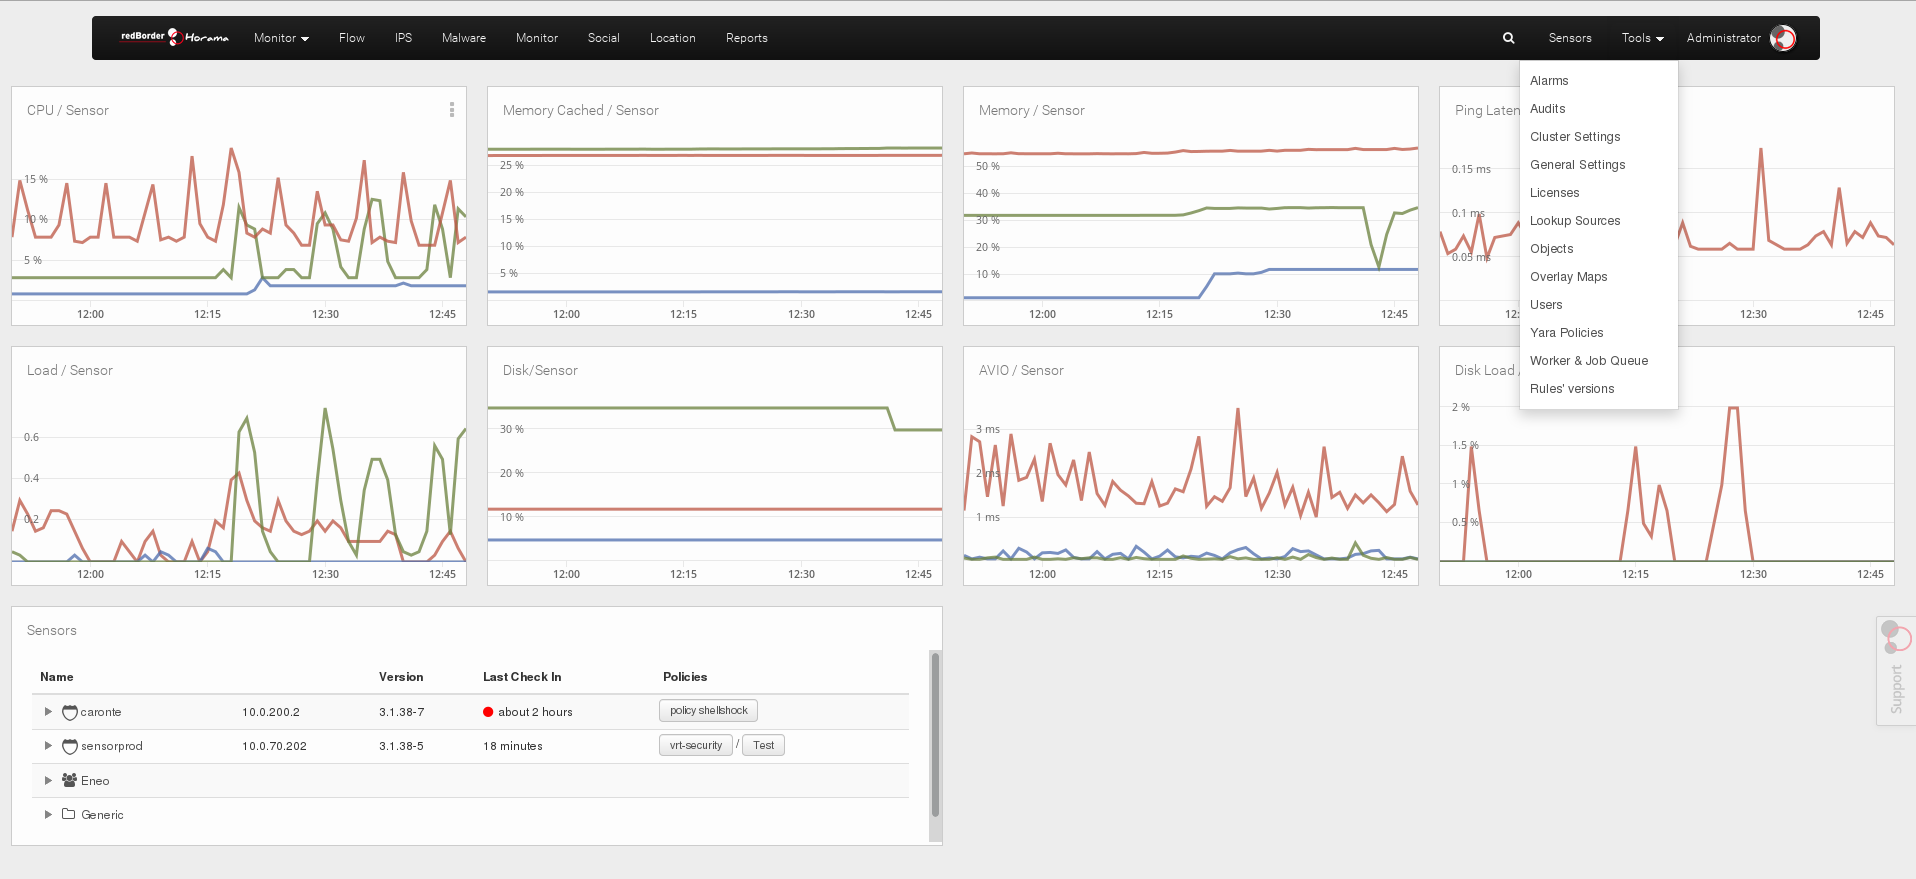 redBorder Horama Monitor Flow IPS Malware Monitor Social Location Reports Sensors Tools Administrator
Alarms
Audits
Cluster Settings
General Settings
Licenses
Lookup Sources
Objects
Overlay Maps
Users
Yara Policies
Worker & Job Queue
Rules' versions
CPU / Sensor
15 %
10 %
5 %
12:00 12:15 12:30 12:45
Memory Cached / Sensor
25 %
20 %
15 %
10 %
5 %
12:00 12:15 12:30 12:45
Memory / Sensor
50 %
40 %
30 %
20 %
10 %
12:00 12:15 12:30 12:45
Ping Laten
0.15 ms
0.1 ms
0.05 ms
12: 12:30 12:45
Load / Sensor
0.6
0.4
0.2
12:00 12:15 12:30 12:45
Disk/Sensor
30 %
20 %
10 %
12:00 12:15 12:30 12:45
AVIO / Sensor
3 ms
2 ms
1 ms
12:00 12:15 12:30 12:45
Disk Load /
2 %
1.5 %
1 %
0.5 %
12:00 12:15 12:30 12:45
Sensors
Name Version Last Check In Policies
caronte 10.0.200.2 3.1.38-7 about 2 hours policy shellshock
sensorprod 10.0.70.202 3.1.38-5 18 minutes vrt-security / Test
Eneo
Generic
Support